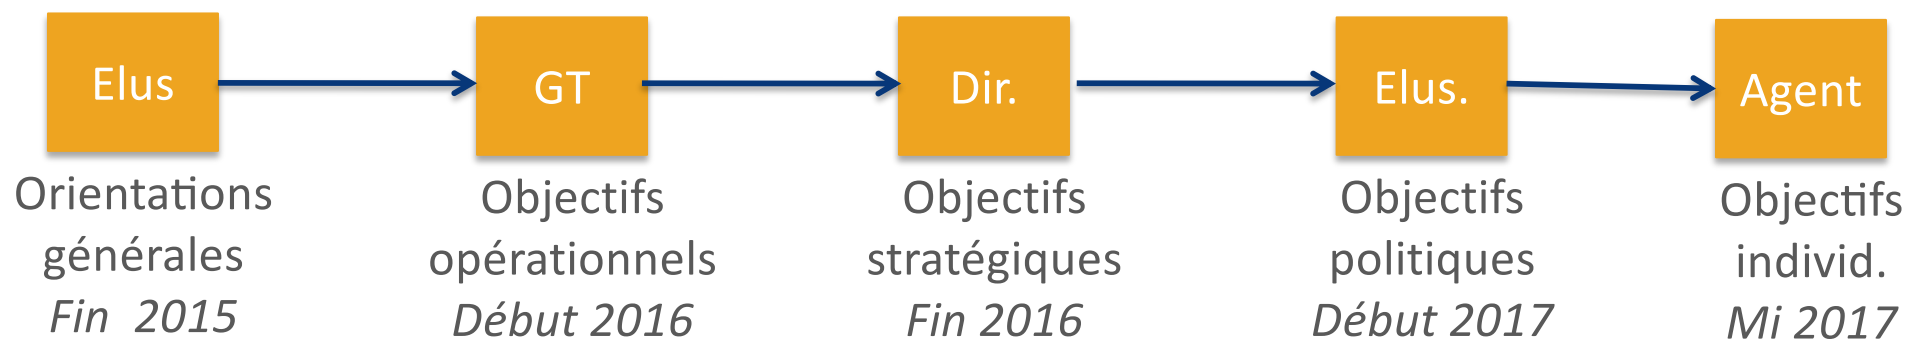 Elus
GT
Dir.
Elus.
Agent
Orientations
générales
Fin 2015
Objectifs
opérationnels
Début 2016
Objectifs
stratégiques
Fin 2016
Objectifs
politiques
Début 2017
Objectifs
individ.
Mi 2017